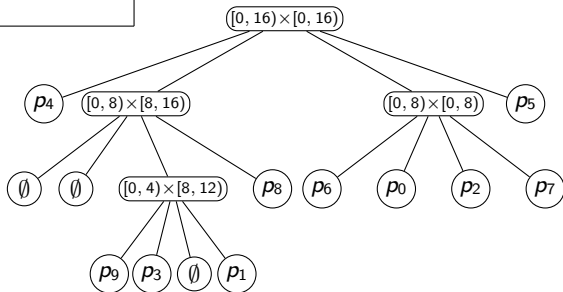 [0, 16)×[0, 16)
p4 [0, 8)×[8, 16) [0, 8)×[0, 8) p5
∅ ∅ [0, 4)×[8, 12) p8 p6 p0 p2 p7
p9 p3 ∅ p1